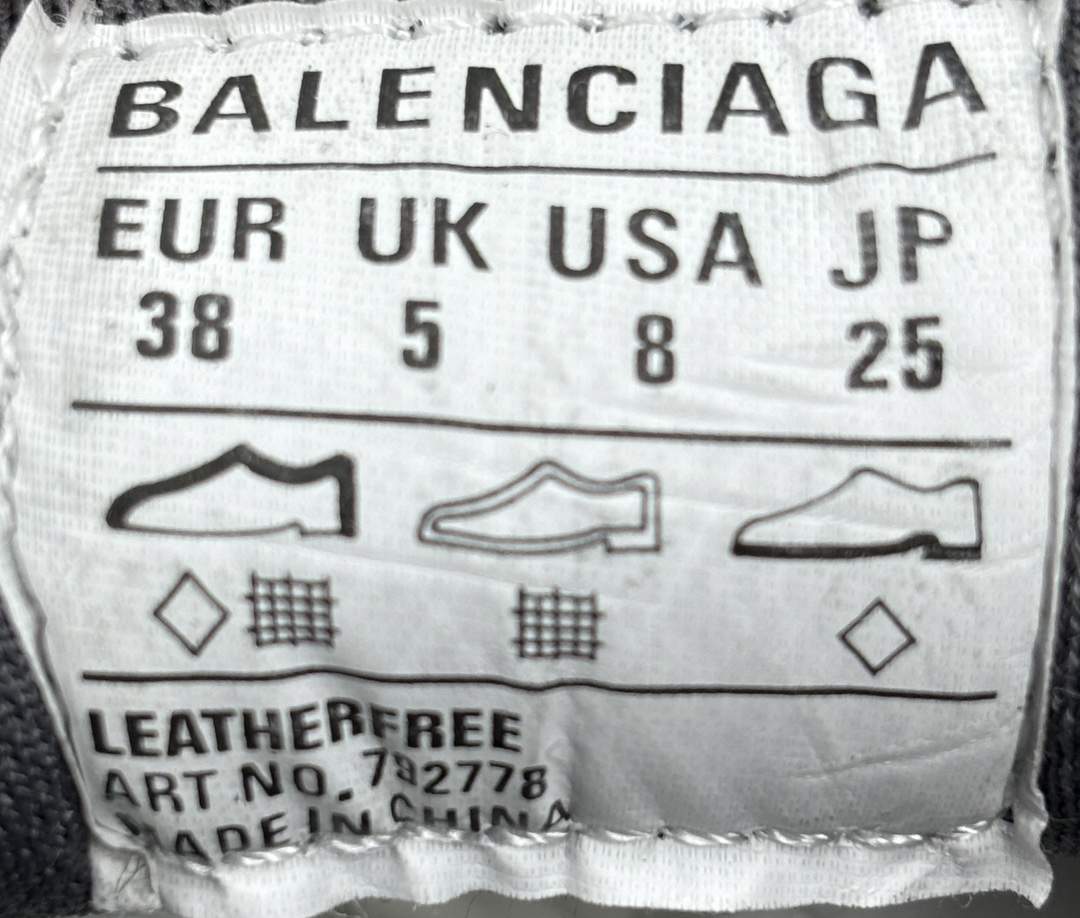 BALENCIAGA
EUR UK USA JP
38 5 8 25
LEATHERFREE
ART.NO. 792778
MADE IN CHINA